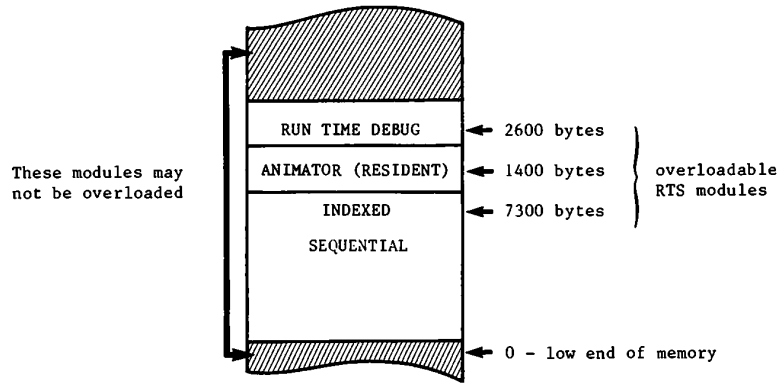 RUN TIME DEBUG
2600 bytes
These modules may
not be overloaded
ANIMATOR (RESIDENT)
1400 bytes
overloadable
RTS modules
INDEXED
SEQUENTIAL
7300 bytes
0 - low end of memory